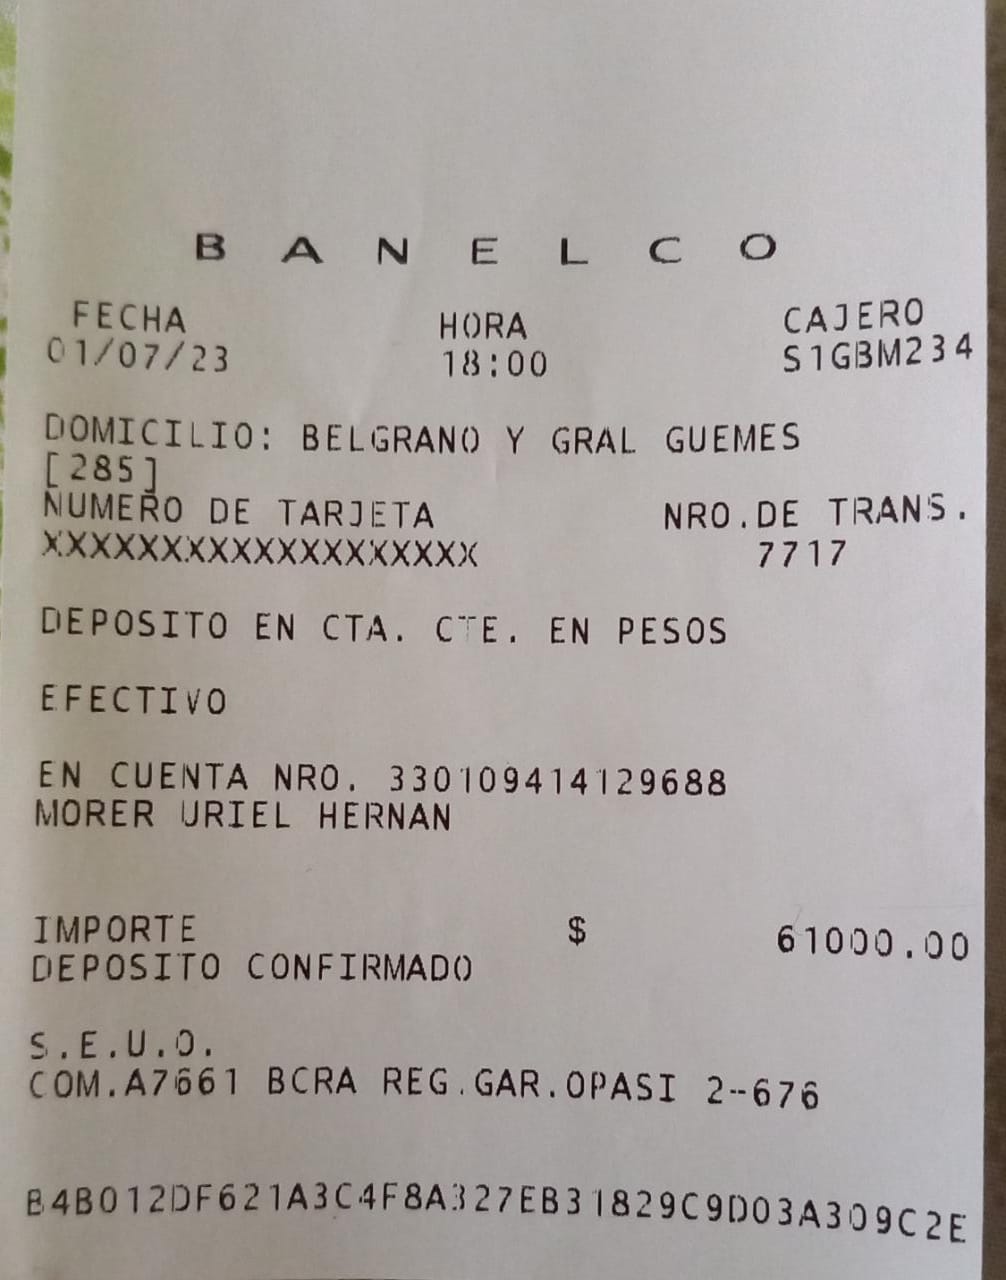 BANELCO
FECHA HORA CAJERO
01/07/23 18:00 S1GBM234
DOMICILIO: BELGRANO Y GRAL GUEMES
[285]
NUMERO DE TARJETA NRO.DE TRANS.
XXXXXXXXXXXXXXXXXXX 7717
DEPOSITO EN CTA. CTE. EN PESOS
EFECTIVO
EN CUENTA NRO. 330109414129688
MORER URIEL HERNAN
IMPORTE $ 61000.00
DEPOSITO CONFIRMADO
S.E.U.O.
COM.A7661 BCRA REG.GAR.OPASI 2-676
B4B012DF621A3C4F8A327EB31829C9D03A309C2E